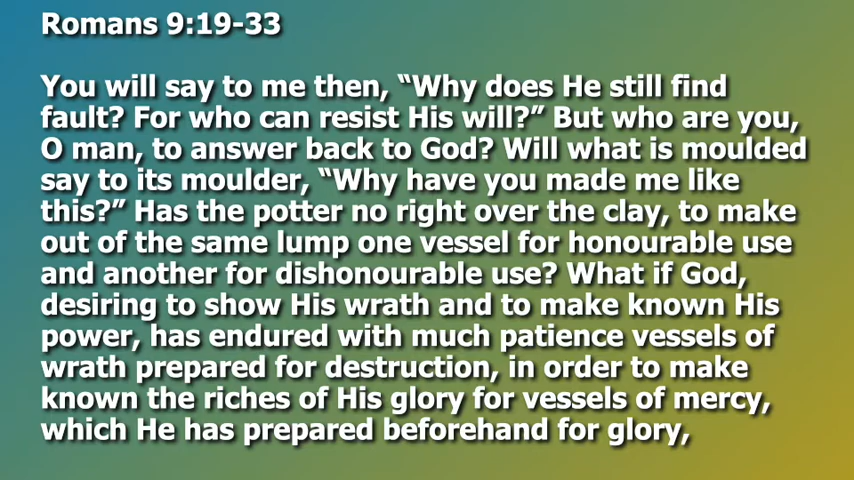 Romans 9:19-33
You will say to me then, “Why does He still find
fault? For who can resist His will?” But who are you,
O man, to answer back to God? Will what is moulded
say to its moulder, “Why have you made me like
this?” Has the potter no right over the clay, to make
out of the same lump one vessel for honourable use
and another for dishonourable use? What if God,
desiring to show His wrath and to make known His
power, has endured with much patience vessels of
wrath prepared for destruction, in order to make
known the riches of His glory for vessels of mercy,
which He has prepared beforehand for glory,